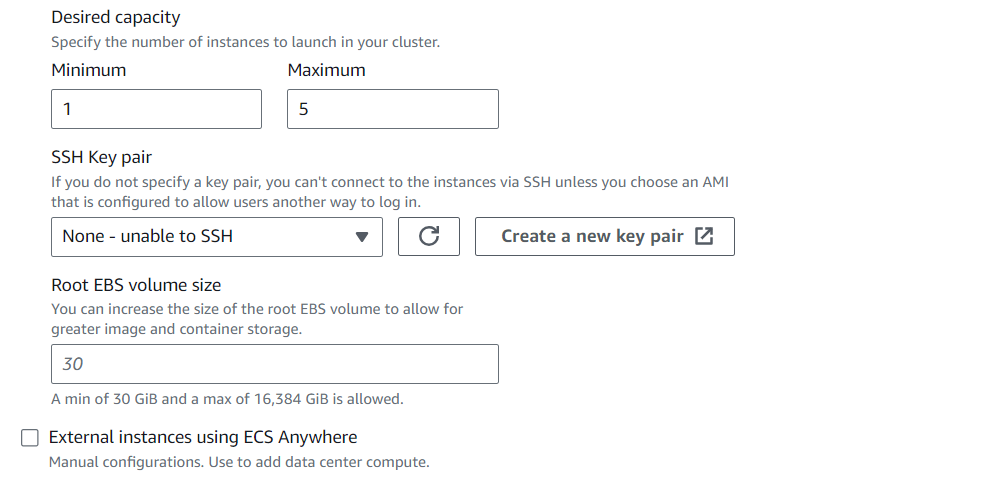 Desired capacity
Specify the number of instances to launch in your cluster.
Minimum Maximum
1 5
SSH Key pair
If you do not specify a key pair, you can't connect to the instances via SSH unless you choose an AMI
that is configured to allow users another way to log in.
None - unable to SSH Create a new key pair
Root EBS volume size
You can increase the size of the root EBS volume to allow for
greater image and container storage.
30
A min of 30 GiB and a max of 16,384 GiB is allowed.
External instances using ECS Anywhere
Manual configurations. Use to add data center compute.